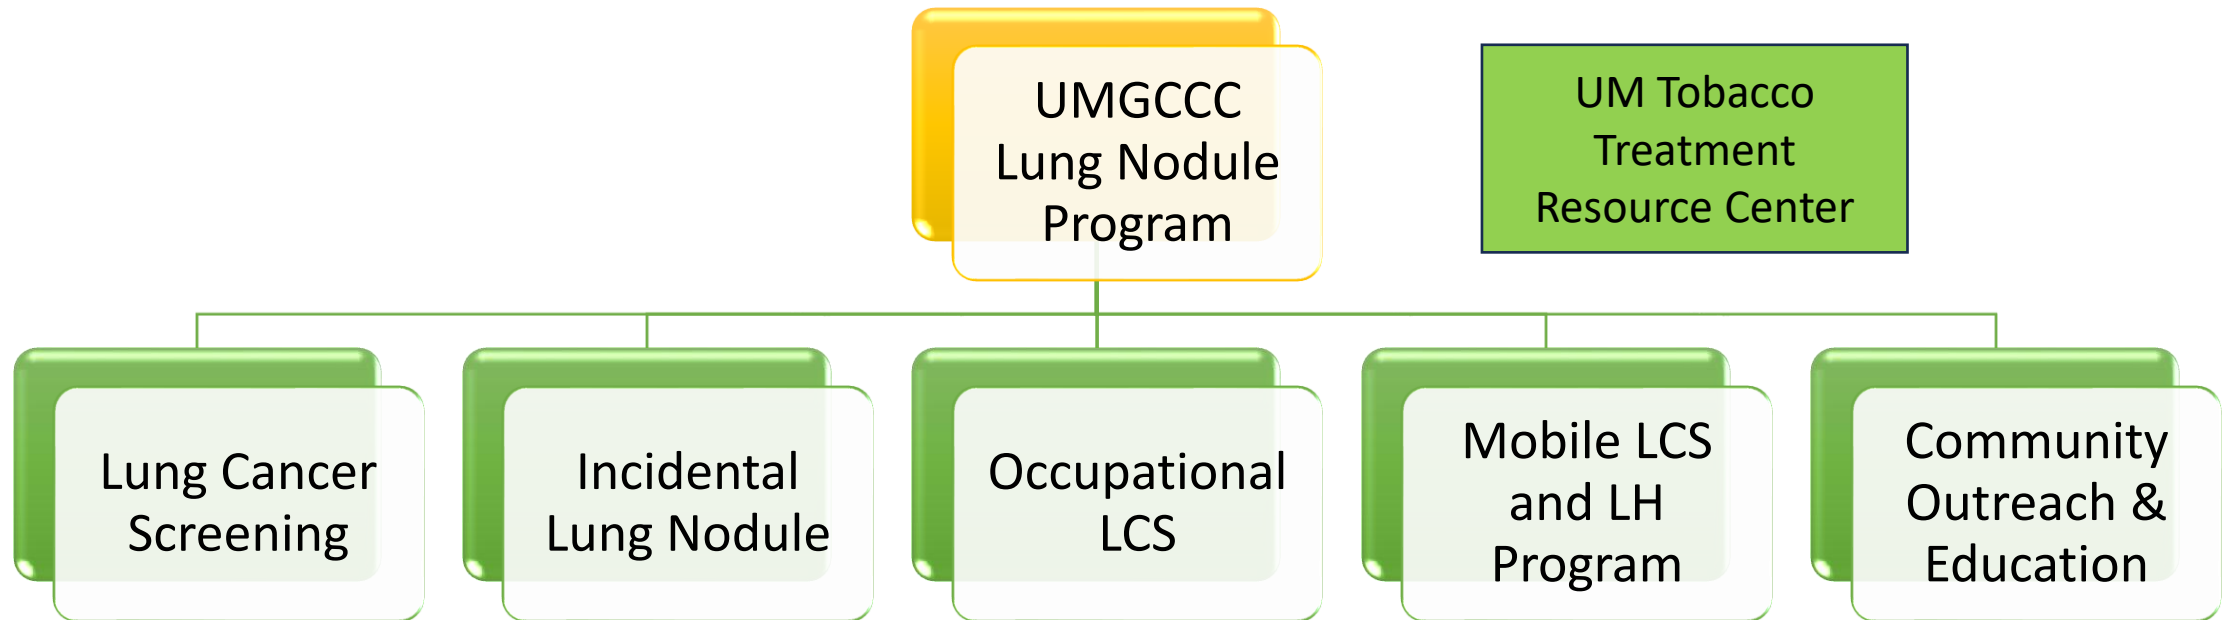 UMGCCC
Lung Nodule
Program
UM Tobacco
Treatment
Resource Center
Lung Cancer
Screening
Incidental
Lung Nodule
Occupational
LCS
Mobile LCS
and LH
Program
Community
Outreach &
Education